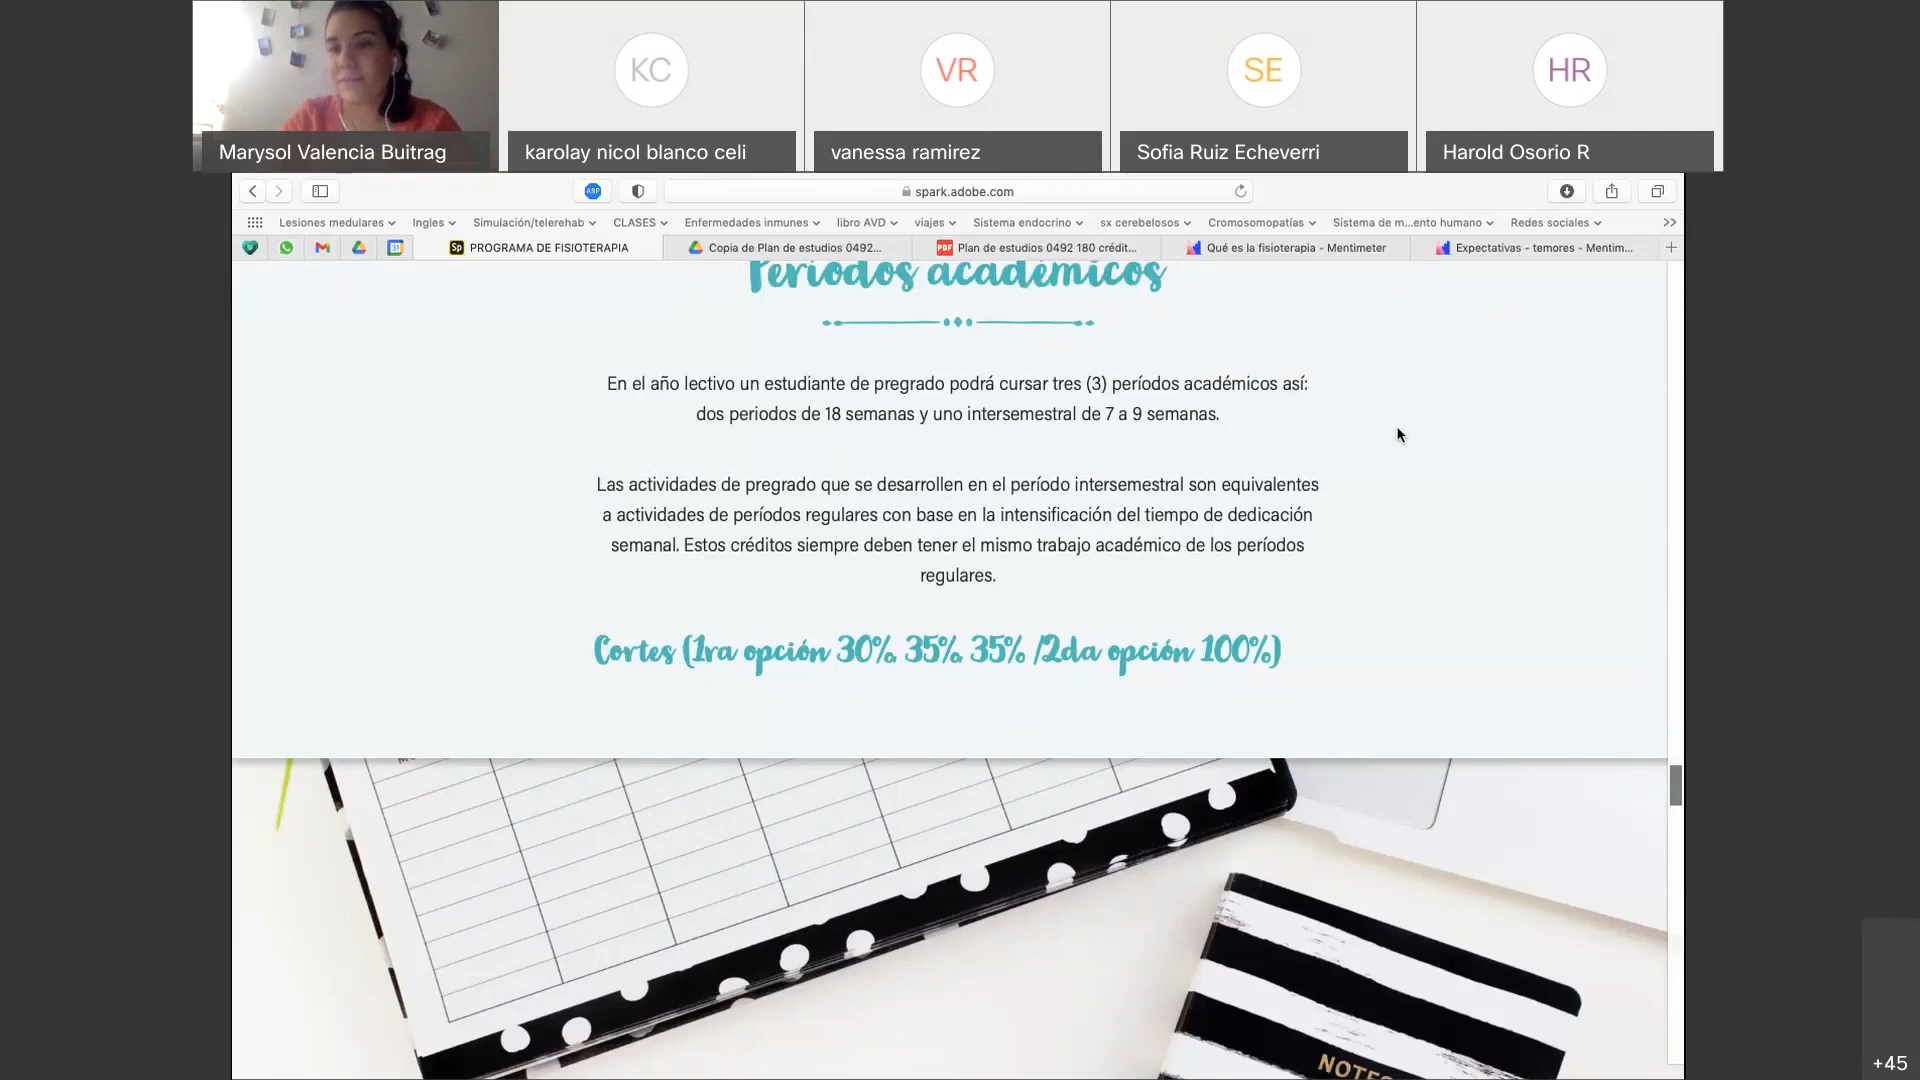 KC
VR
SE
HR
Marysol Valencia Buitrag
karolay nicol blanco celi
vanessa ramirez
Sofia Ruiz Echeverri
Harold Osorio R
ABP
spark.adobe.com
Lesiones medulares
Ingles
Simulación/telerehab
CLASES
Enfermedades inmunes
libro AVD
viajes
Sistema endocrino
sx cerebelosos
Cromosomopatías
Sistema de m...ento humano
Redes sociales
31
Sp
PROGRAMA DE FISIOTERAPIA
Copia de Plan de estudios 0492...
PDF
Plan de estudios 0492 180 crédit...
Qué es la fisioterapia - Mentimeter
Expectativas - temores - Mentim...
Períodos académicos
En el año lectivo un estudiante de pregrado podrá cursar tres (3) períodos académicos así:
dos periodos de 18 semanas y uno intersemestral de 7 a 9 semanas.
Las actividades de pregrado que se desarrollen en el período intersemestral son equivalentes
a actividades de períodos regulares con base en la intensificación del tiempo de dedicación
semanal. Estos créditos siempre deben tener el mismo trabajo académico de los períodos
regulares.
Cortes (1ra opción 30%, 35%, 35% /2da opción 100%)
NOTES
+45